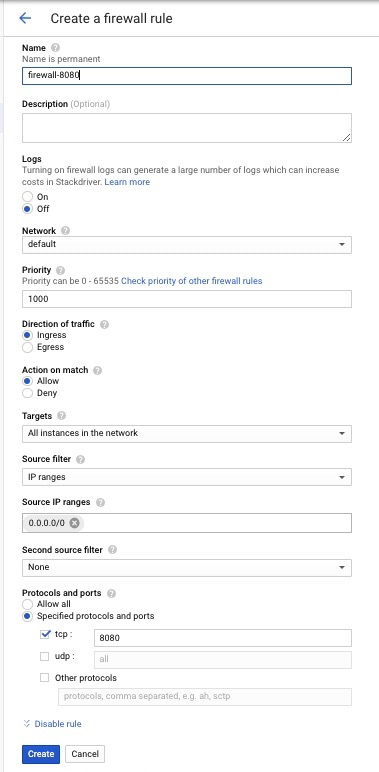 Create a firewall rule
Name
Name is permanent
firewall-8080
Description (Optional)
Logs
Turning on firewall logs can generate a large number of logs which can increase
costs in Stackdriver. Learn more
On
Off
Network
default
Priority
Priority can be 0 - 65535 Check priority of other firewall rules
1000
Direction of traffic
Ingress
Egress
Action on match
Allow
Deny
Targets
All instances in the network
Source filter
IP ranges
Source IP ranges
0.0.0.0/0
Second source filter
None
Protocols and ports
Allow all
Specified protocols and ports
tcp : 8080
udp : all
Other protocols
protocols, comma separated, e.g. ah, sctp
Disable rule
Create Cancel